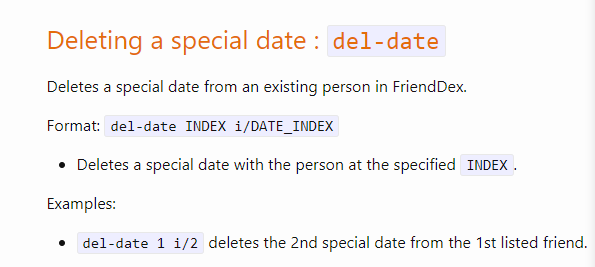 Deleting a special date : del-date
Deletes a special date from an existing person in FriendDex.
Format: del-date INDEX i/DATE_INDEX
• Deletes a special date with the person at the specified INDEX.
Examples:
• del-date 1 i/2 deletes the 2nd special date from the 1st listed friend.